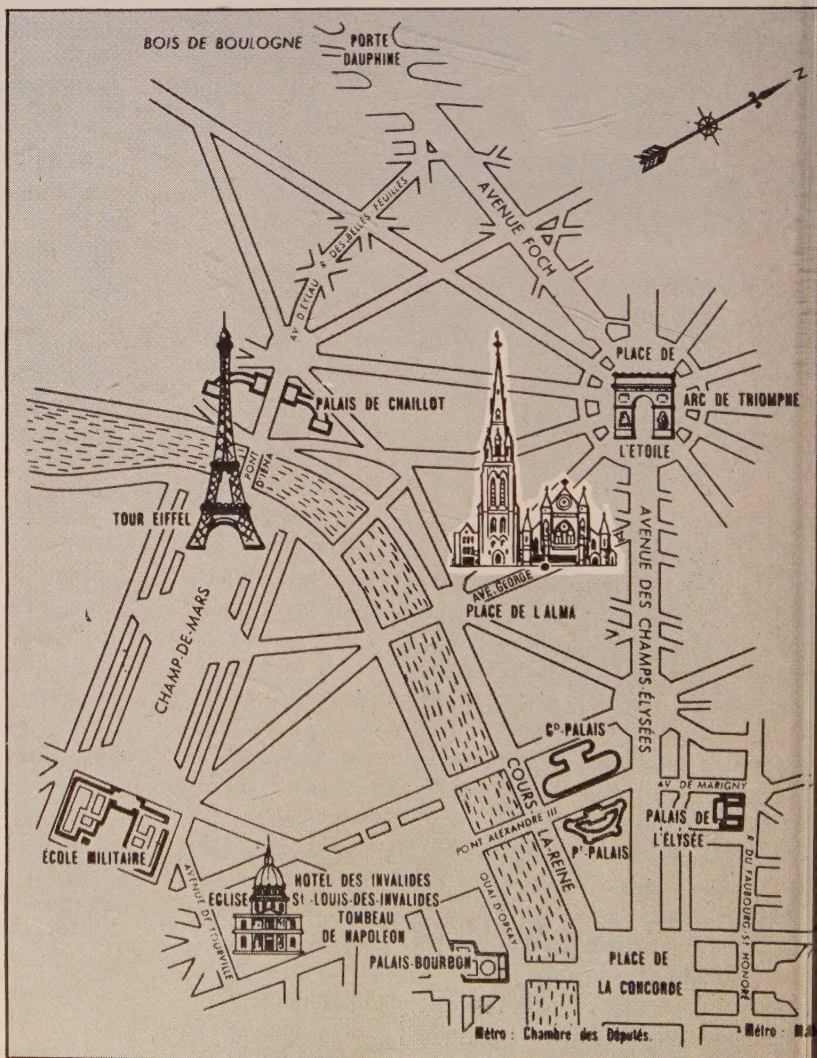 BOIS DE BOULOGNE
PORTE
DAUPHINE
N
AVENUE FOCH
R. DES BELLES FEUILLES
AV. D'EYLAU
PLACE DE
ARC DE TRIOMPHE
L'ÉTOILE
PALAIS DE CHAILLOT
PONT
D'IÉNA
TOUR EIFFEL
AVENUE DES CHAMPS-ÉLYSÉES
AVE. GEORGE
PLACE DE L'ALMA
CHAMP-DE-MARS
GD-PALAIS
COURS LA-REINE
AV. DE MARIGNY
PALAIS DE
L'ÉLYSÉE
PONT ALEXANDRE III
PT-PALAIS
ÉCOLE MILITAIRE
R. DU FAUBOURG-ST HONORÉ
AVENUE DE TOURVILLE
HOTEL DES INVALIDES
EGLISE ST-LOUIS-DES-INVALIDES
TOMBEAU
DE NAPOLÉON
QUAI D'ORSAY
PALAIS-BOURBON
PLACE DE
LA CONCORDE
Métro : Chambre des Députés.
Métro :